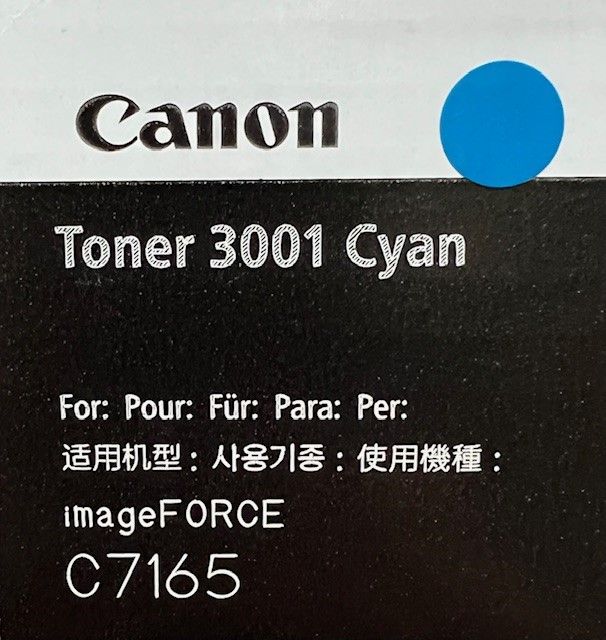 Canon
Toner 3001 Cyan
For: Pour: Für: Para: Per:
适用机型：사용기종：使用機種：
imageFORCE
C7165